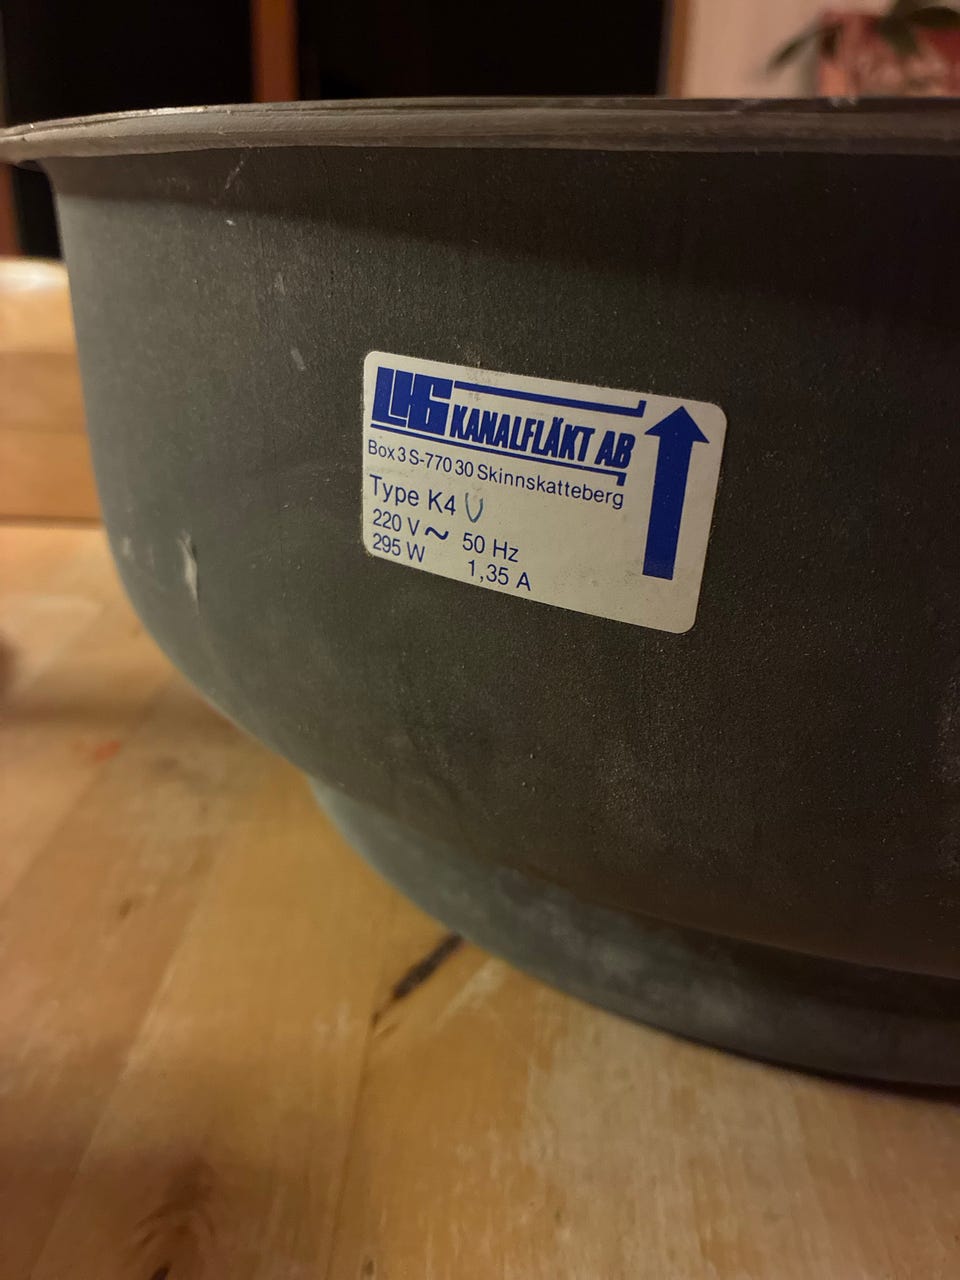 LHG KANALFLÄKT AB
Box 3 S-770 30 Skinnskatteberg
Type K4 U
220 V ~ 50 Hz
295 W 1,35 A